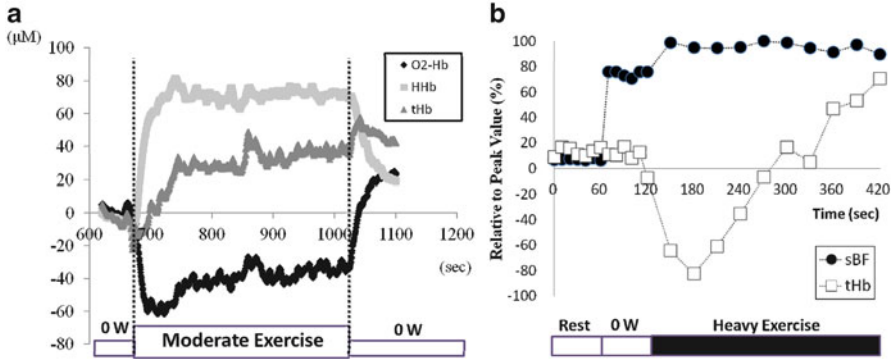 a
(μM)
100
80
60
40
20
0
-20
-40
-60
-80
600
700
800
900
1000
1100
1200
(sec)
O2-Hb
HHb
tHb
0 W
Moderate Exercise
0 W
b
Relative to Peak Value (%)
100
80
60
40
20
0
-20
-40
-60
-80
-100
0
60
120
180
240
300
360
420
Time (sec)
sBF
tHb
Rest
0 W
Heavy Exercise